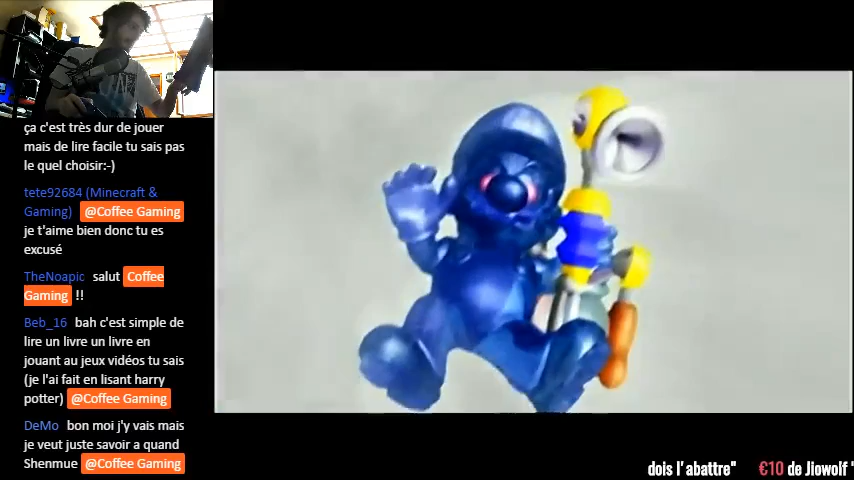 ça c'est très dur de jouer
mais de lire facile tu sais pas
le quel choisir:-)
tete92684 (Minecraft &
Gaming) @Coffee Gaming
je t'aime bien donc tu es
excusé
TheNoapic salut Coffee
Gaming !!
Beb_16 bah c'est simple de
lire un livre un livre en
jouant au jeux vidéos tu sais
(je l'ai fait en lisant harry
potter) @Coffee Gaming
DeMo bon moi j'y vais mais
je veut juste savoir a quand
Shenmue @Coffee Gaming
dois l'abattre" €10 de Jiowolf "